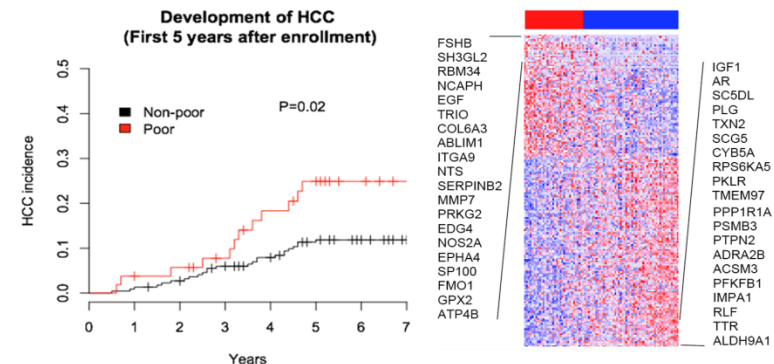 Development of HCC
(First 5 years after enrollment)
HCC incidence
0.5
0.4
0.3
0.2
0.1
0.0
Non-poor
Poor
P=0.02
0 1 2 3 4 5 6 7
Years
FSHB
SH3GL2
RBM34
NCAPH
EGF
TRIO
COL6A3
ABLIM1
ITGA9
NTS
SERPINB2
MMP7
PRKG2
EDG4
NOS2A
EPHA4
SP100
FMO1
GPX2
ATP4B
IGF1
AR
SC5DL
PLG
TXN2
SCG5
CYB5A
RPS6KA5
PKLR
TMEM97
PPP1R1A
PSMB3
PTPN2
ADRA2B
ACSM3
PFKFB1
IMPA1
RLF
TTR
ALDH9A1